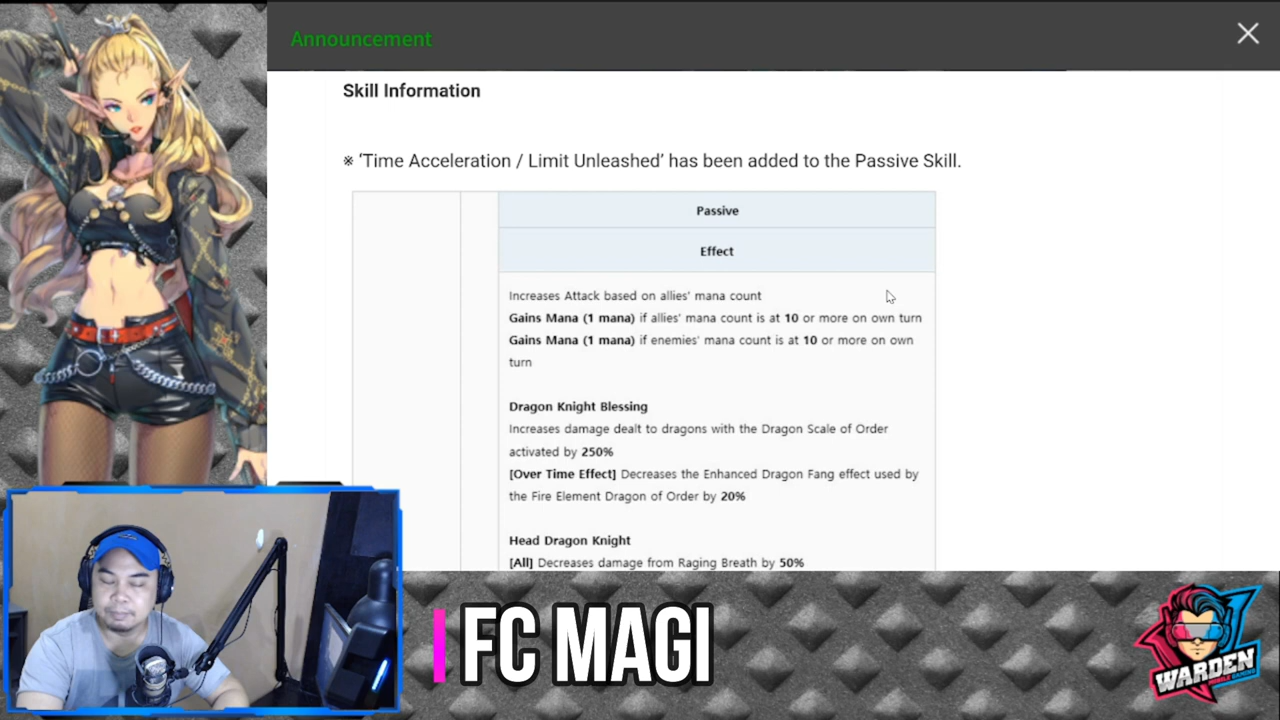 Announcement
Skill Information
※ 'Time Acceleration / Limit Unleashed' has been added to the Passive Skill.
Passive
Effect
Increases Attack based on allies' mana count
Gains Mana (1 mana) if allies' mana count is at 10 or more on own turn
Gains Mana (1 mana) if enemies' mana count is at 10 or more on own
turn
Dragon Knight Blessing
Increases damage dealt to dragons with the Dragon Scale of Order
activated by 250%
[Over Time Effect] Decreases the Enhanced Dragon Fang effect used by
the Fire Element Dragon of Order by 20%
Head Dragon Knight
[All] Decreases damage from Raging Breath by 50%
FC MAGI
WARDEN
MOBILE GAMING